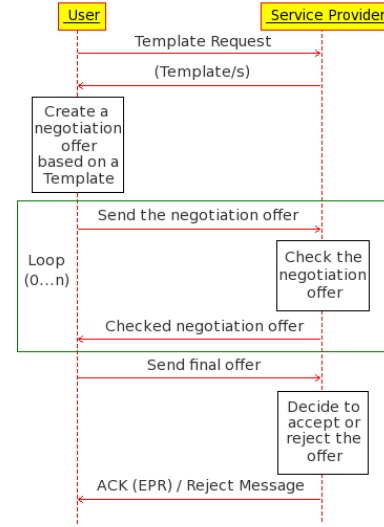 User
Service Provider
Template Request
(Template/s)
Create a
negotiation
offer
based on a
Template
Send the negotiation offer
Loop
(0...n)
Check the
negotiation
offer
Checked negotiation offer
Send final offer
Decide to
accept or
reject the
offer
ACK (EPR) / Reject Message